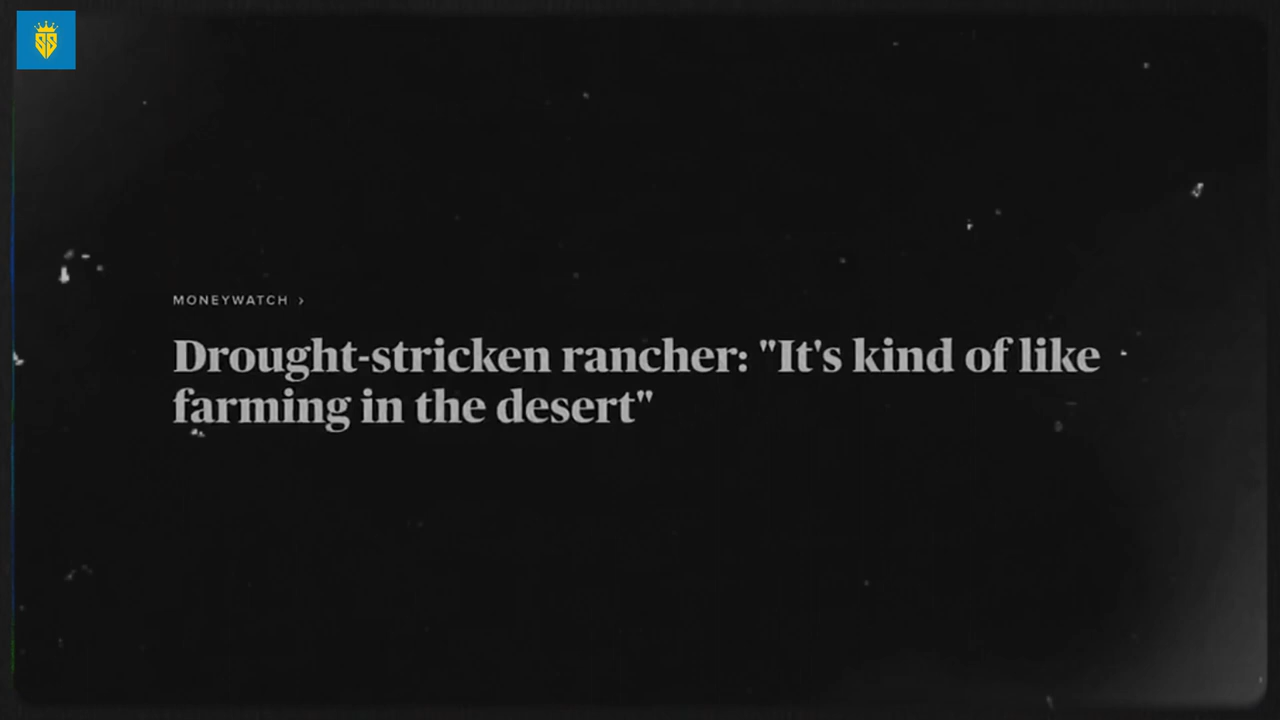 MONEYWATCH ›
Drought-stricken rancher: "It's kind of like
farming in the desert"